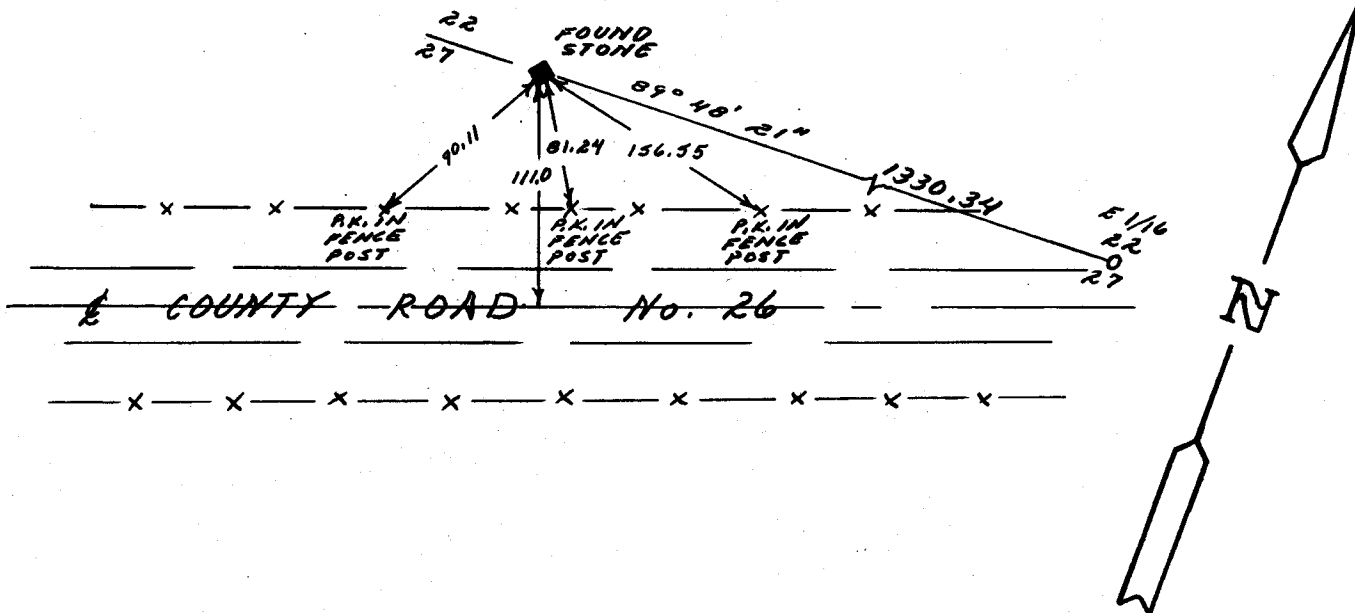 22
27
FOUND
STONE
89° 48' 21"
1330.34
90.11
81.24
156.55
111.0
P.K. IN
FENCE
POST
P.K. IN
FENCE
POST
P.K. IN
FENCE
POST
E 1/16
22
27
℄ COUNTY ROAD No. 26
N